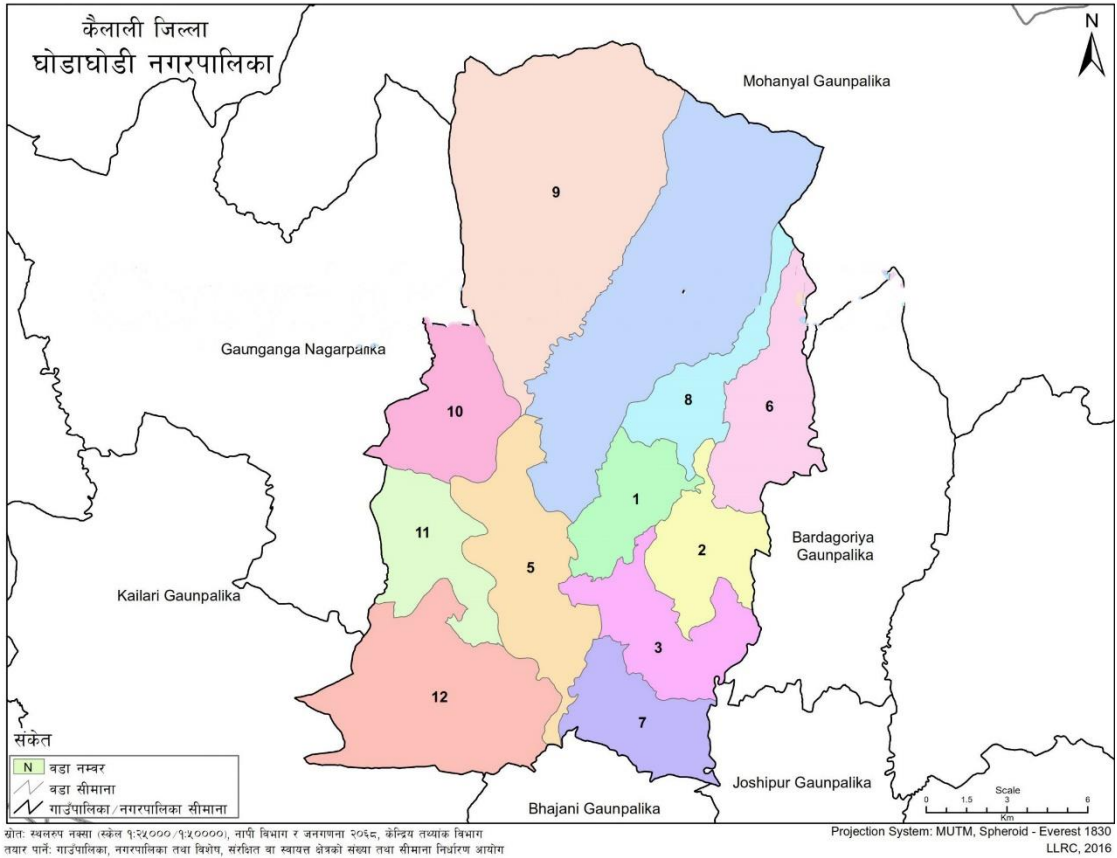 कैलाली जिल्ला
घोडाघोडी नगरपालिका
N
Mohanyal Gaunpalika
9
Gaunganga Nagarpalika
10
8
6
1
11
2
Bardagoriya
Gaunpalika
5
Kailari Gaunpalika
3
12
7
संकेत
N वडा नम्वर
वडा सीमाना
गाउँपालिका/नगरपालिका सीमाना
Joshipur Gaunpalika
Bhajani Gaunpalika
Scale
0 1.5 3 6
Km
स्रोतः स्थलरुप नक्सा (स्केल १:२५०००/१:५००००), नापी विभाग र जनगणना २०६८, केन्द्रिय तथ्यांक विभाग
तयार पार्नेः गाउँपालिका, नगरपालिका तथा विशेष, संरक्षित वा स्वायत्त क्षेत्रको संख्या तथा सीमाना निर्धारण आयोग
Projection System: MUTM, Spheroid - Everest 1830
LLRC, 2016